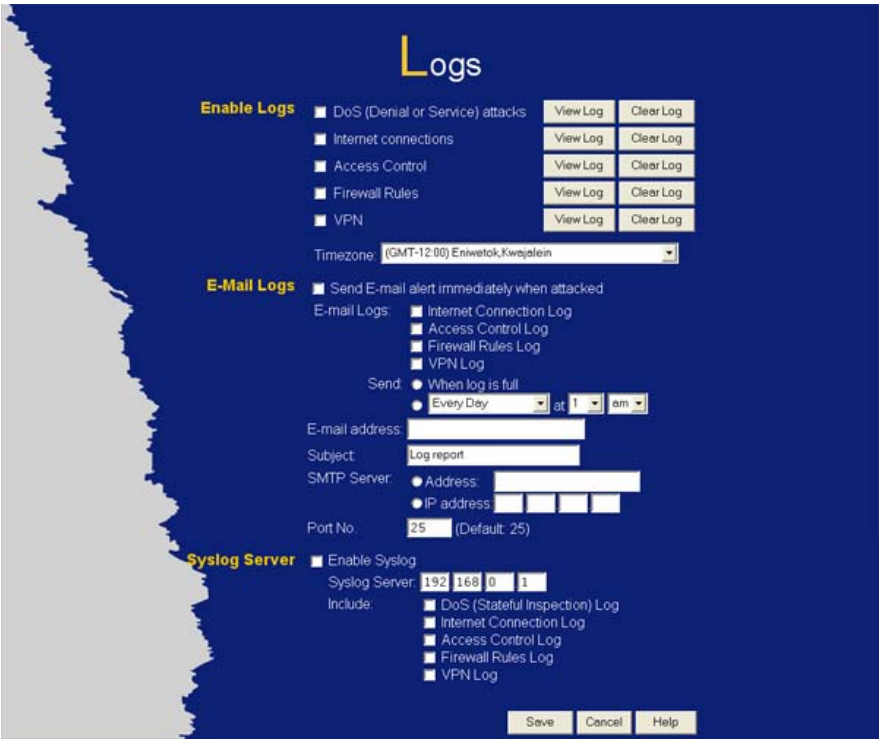 Logs
Enable Logs DoS (Denial or Service) attacks View Log Clear Log
Internet connections View Log Clear Log
Access Control View Log Clear Log
Firewall Rules View Log Clear Log
VPN View Log Clear Log
Timezone: (GMT-12:00) Eniwetok,Kwajalein
E-Mail Logs Send E-mail alert immediately when attacked
E-mail Logs: Internet Connection Log
Access Control Log
Firewall Rules Log
VPN Log
Send: When log is full
Every Day at 1 am
E-mail address:
Subject: Log report
SMTP Server: Address:
IP address: . . .
Port No. 25 (Default: 25)
Syslog Server Enable Syslog
Syslog Server: 192 168 0 1
Include: DoS (Stateful Inspection) Log
Internet Connection Log
Access Control Log
Firewall Rules Log
VPN Log
Save Cancel Help